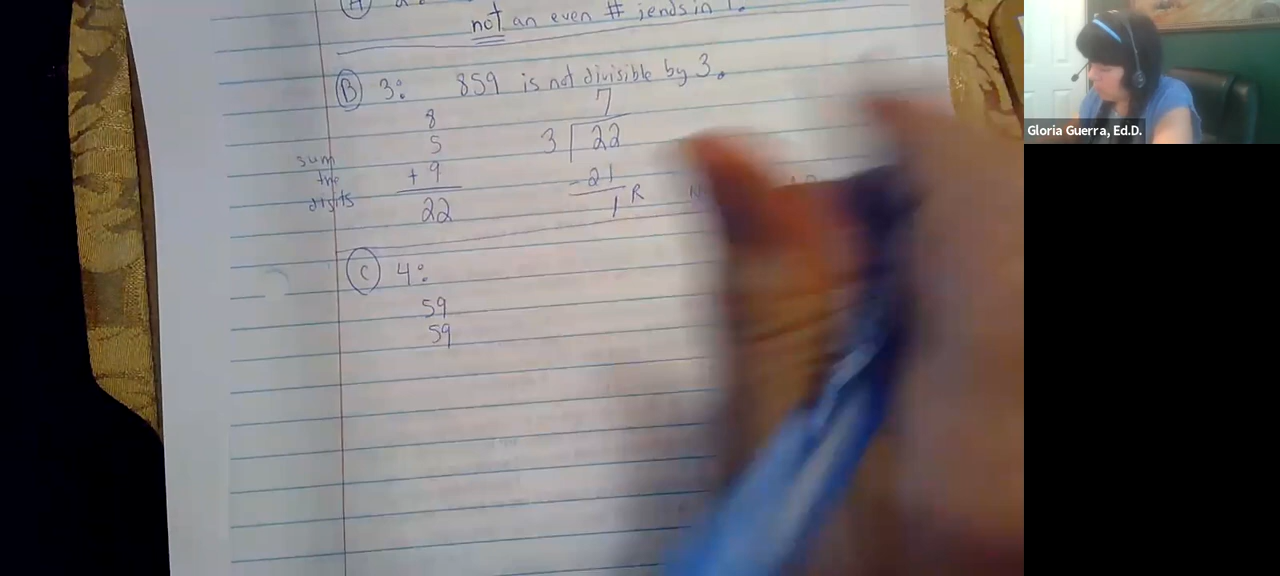 not an even # ; ends in 1.
(B) 3: 859 is not divisible by 3.
sum
the
digits
8
5
+ 9
22
7
3 22
- 21
1 R
(C) 4:
59
59
Gloria Guerra, Ed.D.